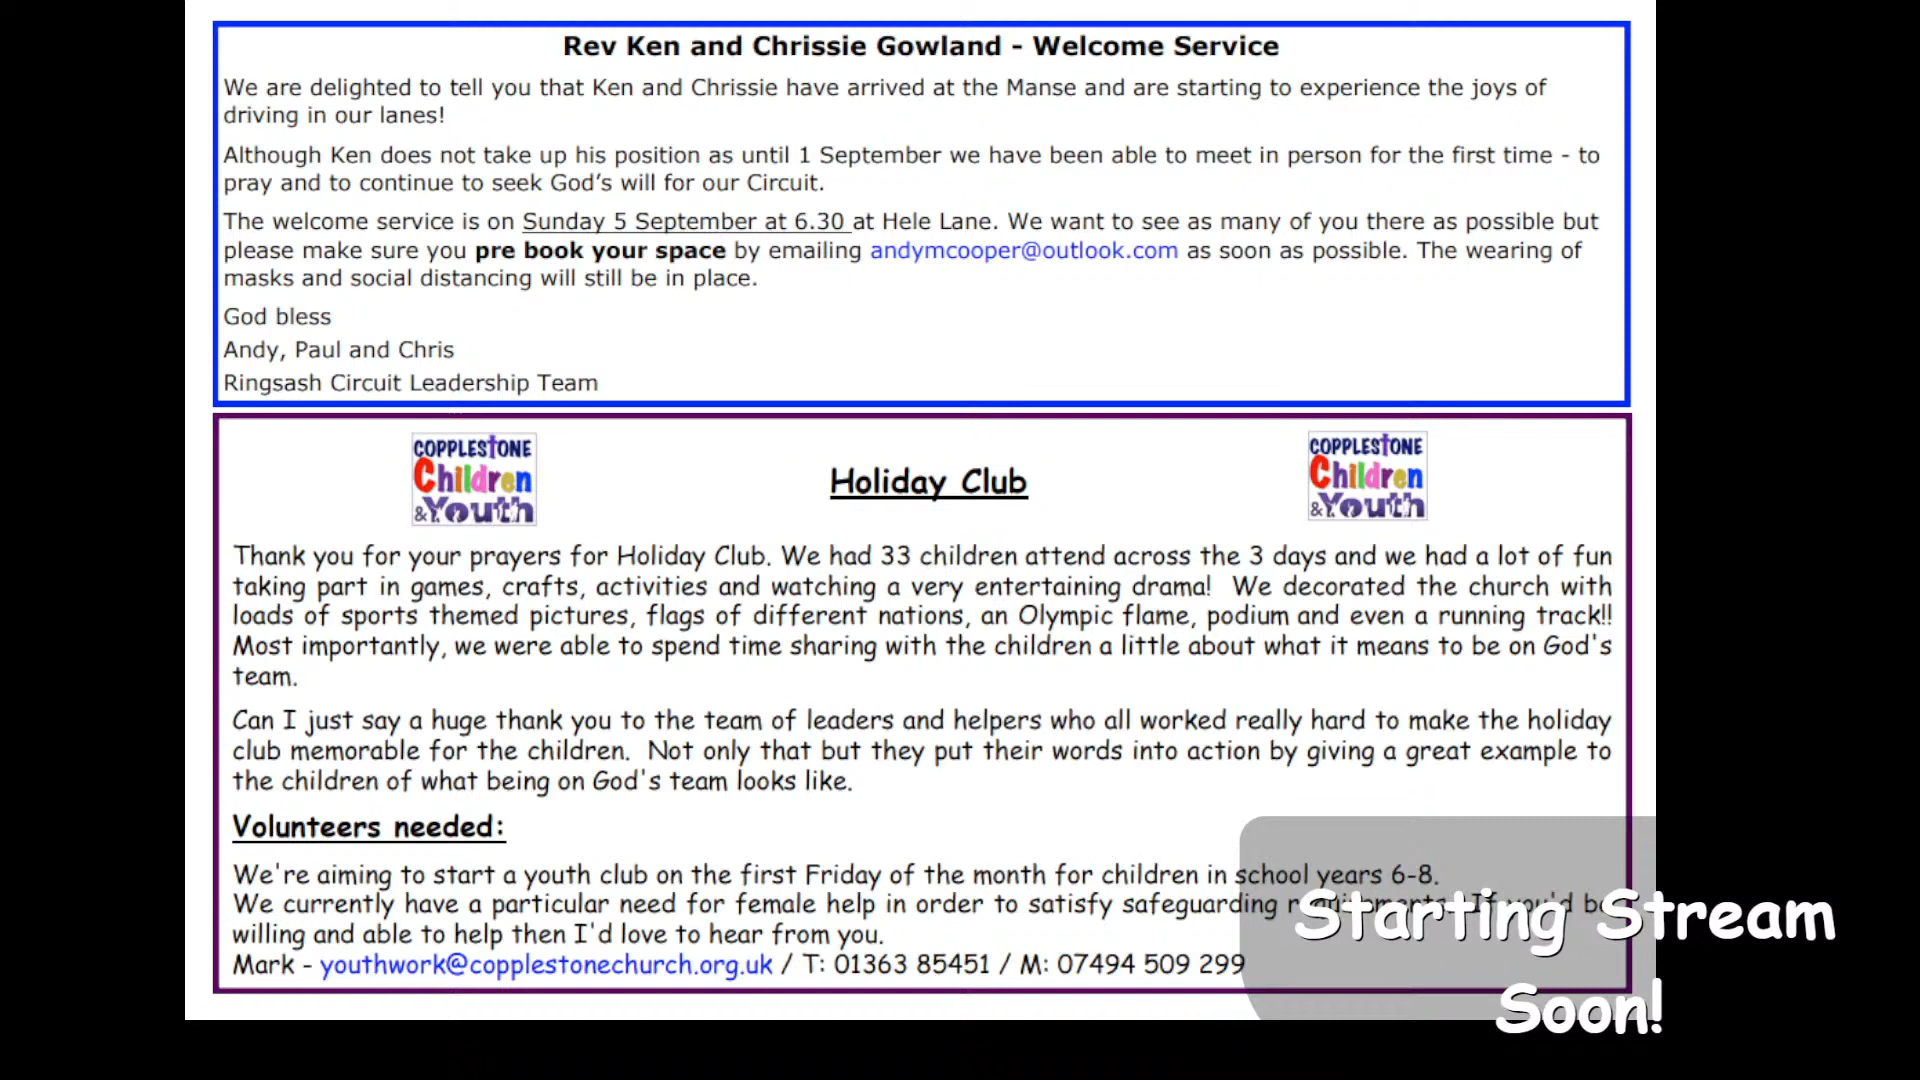 Rev Ken and Chrissie Gowland - Welcome Service
We are delighted to tell you that Ken and Chrissie have arrived at the Manse and are starting to experience the joys of
driving in our lanes!
Although Ken does not take up his position as until 1 September we have been able to meet in person for the first time - to
pray and to continue to seek God's will for our Circuit.
The welcome service is on Sunday 5 September at 6.30 at Hele Lane. We want to see as many of you there as possible but
please make sure you pre book your space by emailing andymcooper@outlook.com as soon as possible. The wearing of
masks and social distancing will still be in place.
God bless
Andy, Paul and Chris
Ringsash Circuit Leadership Team
COPPLESTONE
Children
&Youth
Holiday Club
COPPLESTONE
Children
&Youth
Thank you for your prayers for Holiday Club. We had 33 children attend across the 3 days and we had a lot of fun
taking part in games, crafts, activities and watching a very entertaining drama! We decorated the church with
loads of sports themed pictures, flags of different nations, an Olympic flame, podium and even a running track!!
Most importantly, we were able to spend time sharing with the children a little about what it means to be on God's
team.
Can I just say a huge thank you to the team of leaders and helpers who all worked really hard to make the holiday
club memorable for the children. Not only that but they put their words into action by giving a great example to
the children of what being on God's team looks like.
Volunteers needed:
We're aiming to start a youth club on the first Friday of the month for children in school years 6-8.
We currently have a particular need for female help in order to satisfy safeguarding requirements. If you'd be
willing and able to help then I'd love to hear from you.
Mark - youthwork@copplestonechurch.org.uk / T: 01363 85451 / M: 07494 509 299
Starting Stream
Soon!